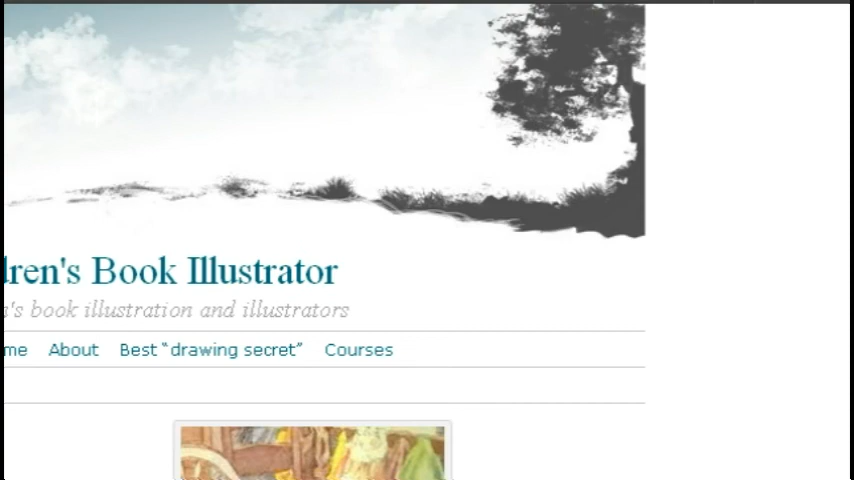 dren's Book Illustrator
n's book illustration and illustrators
me About Best “drawing secret” Courses